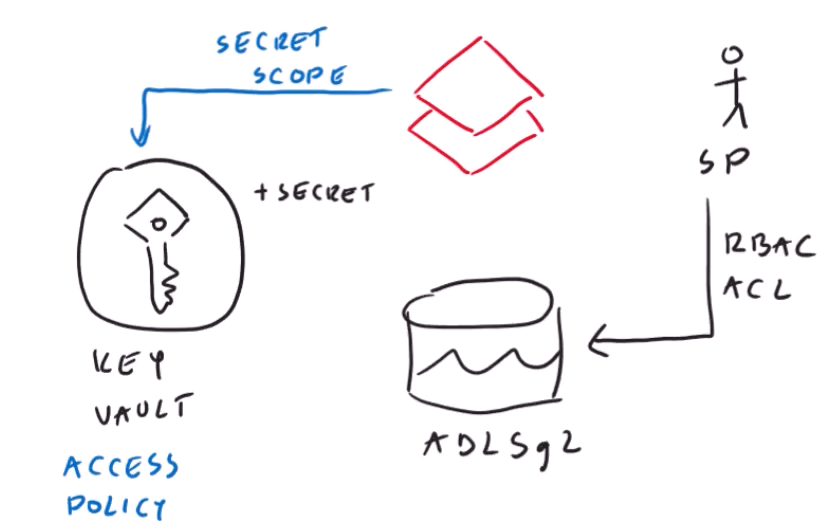 SECRET
SCOPE
+ SECRET
SP
RBAC
ACL
KEY
VAULT
ADLSg2
ACCESS
POLICY